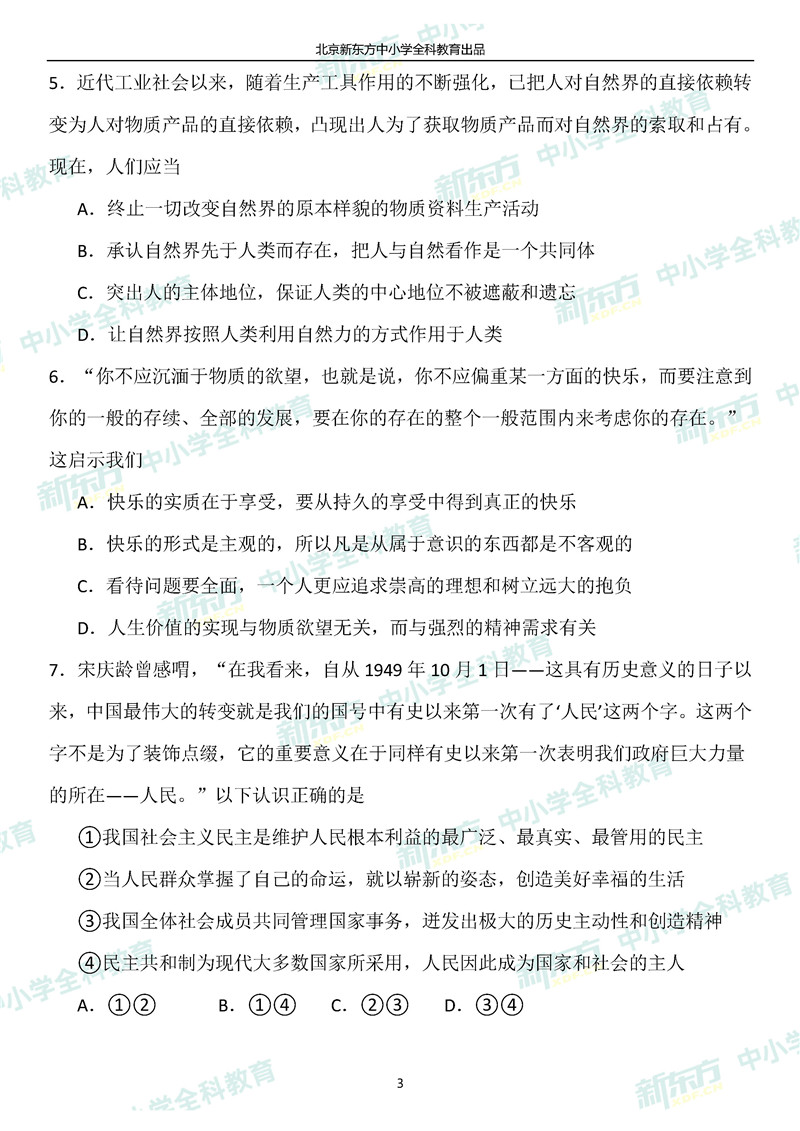 北京新东方中小学全科教育出品
5．近代工业社会以来，随着生产工具作用的不断强化，已把人对自然界的直接依赖转
变为人对物质产品的直接依赖，凸现出人为了获取物质产品而对自然界的索取和占有。
现在，人们应当
A．终止一切改变自然界的原本样貌的物质资料生产活动
B．承认自然界先于人类而存在，把人与自然看作是一个共同体
C．突出人的主体地位，保证人类的中心地位不被遮蔽和遗忘
D．让自然界按照人类利用自然力的方式作用于人类
6．“你不应沉湎于物质的欲望，也就是说，你不应偏重某一方面的快乐，而要注意到
你的一般的存续、全部的发展，要在你的存在的整个一般范围内来考虑你的存在。”
这启示我们
A．快乐的实质在于享受，要从持久的享受中得到真正的快乐
B．快乐的形式是主观的，所以凡是从属于意识的东西都是不客观的
C．看待问题要全面，一个人更应追求崇高的理想和树立远大的抱负
D．人生价值的实现与物质欲望无关，而与强烈的精神需求有关
7．宋庆龄曾感喟，“在我看来，自从 1949 年 10 月 1 日——这具有历史意义的日子以
来，中国最伟大的转变就是我们的国号中有史以来第一次有了‘人民’这两个字。这两个
字不是为了装饰点缀，它的重要意义在于同样有史以来第一次表明我们政府巨大力量
的所在——人民。”以下认识正确的是
①我国社会主义民主是维护人民根本利益的最广泛、最真实、最管用的民主
②当人民群众掌握了自己的命运，就以崭新的姿态，创造美好幸福的生活
③我国全体社会成员共同管理国家事务，迸发出极大的历史主动性和创造精神
④民主共和制为现代大多数国家所采用，人民因此成为国家和社会的主人
A．①② B．①④ C．②③ D．③④
3